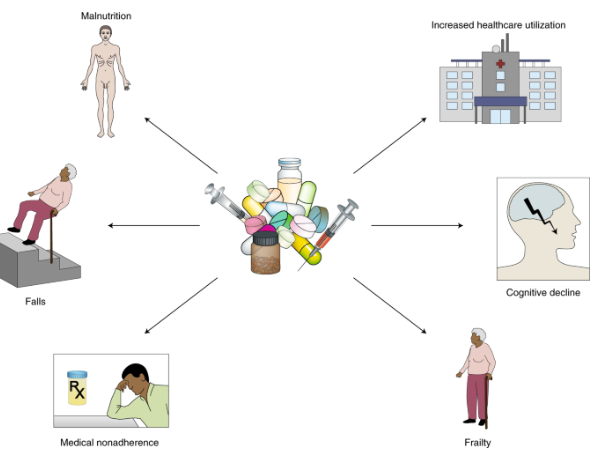 Malnutrition
Increased healthcare utilization
Falls
Cognitive decline
RX
Medical nonadherence
Frailty